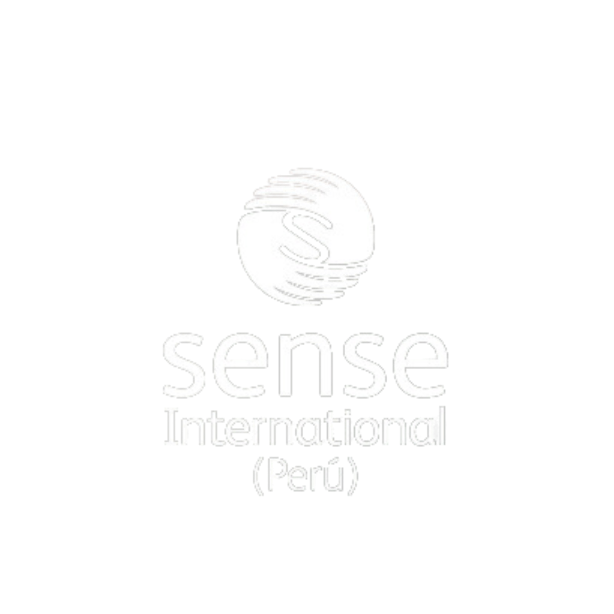 S
sense
International
(Perú)